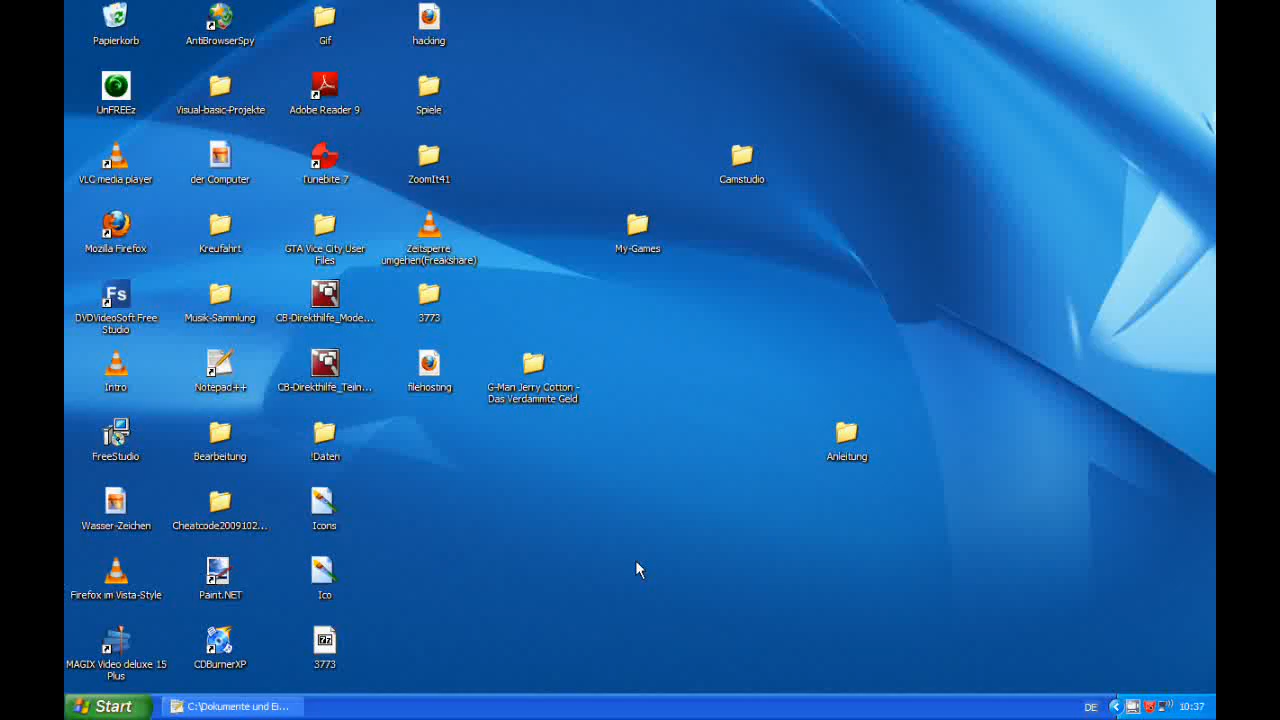 Papierkorb
AntiBrowserSpy
Gif
hacking
UnFREEz
Visual-basic-Projekte
Adobe Reader 9
Spiele
VLC media player
der Computer
Tunebite 7
ZoomIt41
Camstudio
Mozilla Firefox
Kreufahrt
GTA Vice City User
Files
Zeitsperre
umgehen(Freakshare)
My-Games
Fs
DVDVideoSoft Free
Studio
Musik-Sammlung
CB-Direkthilfe_Mode...
3773
Intro
Notepad++
CB-Direkthilfe_Teiln...
filehosting
G-Man Jerry Cotton -
Das Verdammte Geld
FreeStudio
Bearbeitung
!Daten
Anleitung
Wasser-Zeichen
Cheatcode2009102...
Icons
Firefox im Vista-Style
Paint.NET
Ico
MAGIX Video deluxe 15
Plus
CDBurnerXP
3773
Start
C:\Dokumente und Ei...
DE
10:37